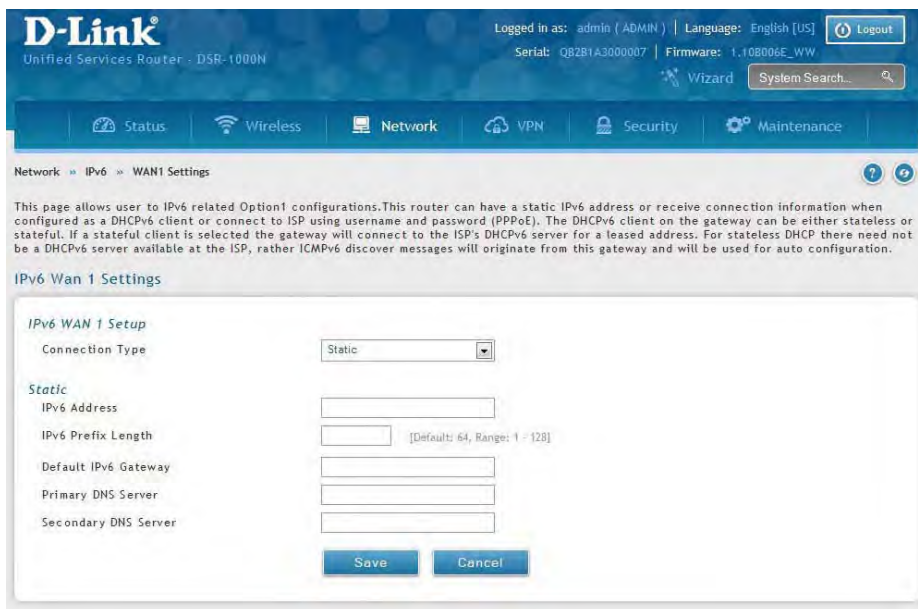 D-Link®
Unified Services Router - DSR-1000N
Logged in as: admin ( ADMIN ) | Language: English [US]
Logout
Serial: QB2B1A3000007 | Firmware: 1.10B006E_WW
Wizard
System Search...
Status
Wireless
Network
VPN
Security
Maintenance
Network » IPv6 » WAN1 Settings
This page allows user to IPv6 related Option1 configurations.This router can have a static IPv6 address or receive connection information when
configured as a DHCPv6 client or connect to ISP using username and password (PPPoE). The DHCPv6 client on the gateway can be either stateless or
stateful. If a stateful client is selected the gateway will connect to the ISP's DHCPv6 server for a leased address. For stateless DHCP there need not
be a DHCPv6 server available at the ISP, rather ICMPv6 discover messages will originate from this gateway and will be used for auto configuration.
IPv6 Wan 1 Settings
IPv6 WAN 1 Setup
Connection Type
Static
Static
IPv6 Address
IPv6 Prefix Length
[Default: 64, Range: 1 - 128]
Default IPv6 Gateway
Primary DNS Server
Secondary DNS Server
Save
Cancel